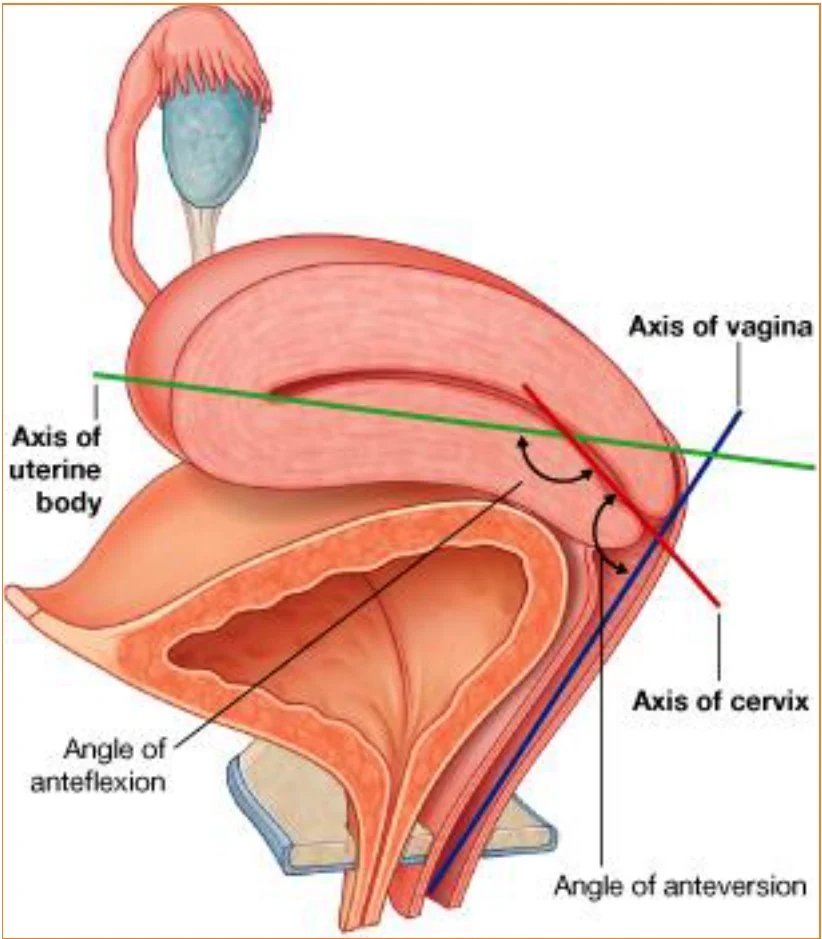 Axis of vagina
Axis of
uterine
body
Axis of cervix
Angle of
anteflexion
Angle of anteversion